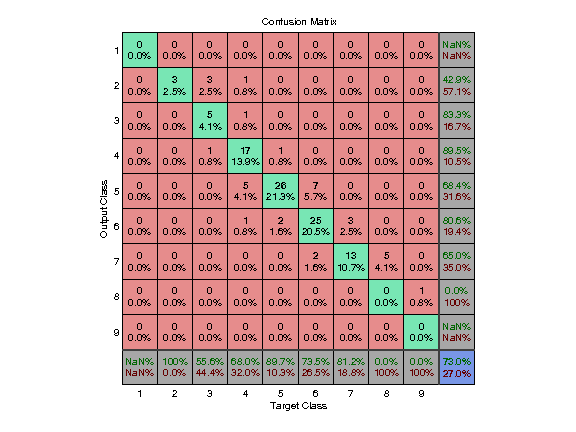 Confusion Matrix
1 0 0 0 0 0 0 0 0 0 NaN%
0.0% 0.0% 0.0% 0.0% 0.0% 0.0% 0.0% 0.0% 0.0% NaN%
2 0 3 3 1 0 0 0 0 0 42.9%
0.0% 2.5% 2.5% 0.8% 0.0% 0.0% 0.0% 0.0% 0.0% 57.1%
3 0 0 5 1 0 0 0 0 0 83.3%
0.0% 0.0% 4.1% 0.8% 0.0% 0.0% 0.0% 0.0% 0.0% 16.7%
4 0 0 1 17 1 0 0 0 0 89.5%
0.0% 0.0% 0.8% 13.9% 0.8% 0.0% 0.0% 0.0% 0.0% 10.5%
5 0 0 0 5 26 7 0 0 0 68.4%
0.0% 0.0% 0.0% 4.1% 21.3% 5.7% 0.0% 0.0% 0.0% 31.6%
6 0 0 0 1 2 25 3 0 0 80.6%
0.0% 0.0% 0.0% 0.8% 1.6% 20.5% 2.5% 0.0% 0.0% 19.4%
7 0 0 0 0 0 2 13 5 0 65.0%
0.0% 0.0% 0.0% 0.0% 0.0% 1.6% 10.7% 4.1% 0.0% 35.0%
8 0 0 0 0 0 0 0 0 1 0.0%
0.0% 0.0% 0.0% 0.0% 0.0% 0.0% 0.0% 0.0% 0.8% 100%
9 0 0 0 0 0 0 0 0 0 NaN%
0.0% 0.0% 0.0% 0.0% 0.0% 0.0% 0.0% 0.0% 0.0% NaN%
NaN% 100% 55.6% 68.0% 89.7% 73.5% 81.2% 0.0% 0.0% 73.0%
NaN% 0.0% 44.4% 32.0% 10.3% 26.5% 18.8% 100% 100% 27.0%
1 2 3 4 5 6 7 8 9
Target Class
Output Class